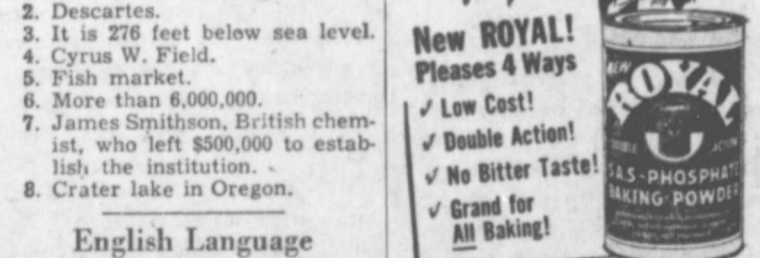 2. Descartes.
3. It is 276 feet below sea level.
4. Cyrus W. Field.
5. Fish market.
6. More than 6,000,000.
7. James Smithson, British chem-
ist, who left $500,000 to estab-
lish the institution.
8. Crater lake in Oregon.
English Language
New ROYAL!
Pleases 4 Ways
✓ Low Cost!
✓ Double Action!
✓ No Bitter Taste!
✓ Grand for
All Baking!
NEW
ROYAL
DOUBLE ACTION
S.A.S-PHOSPHATE
BAKING POWDER